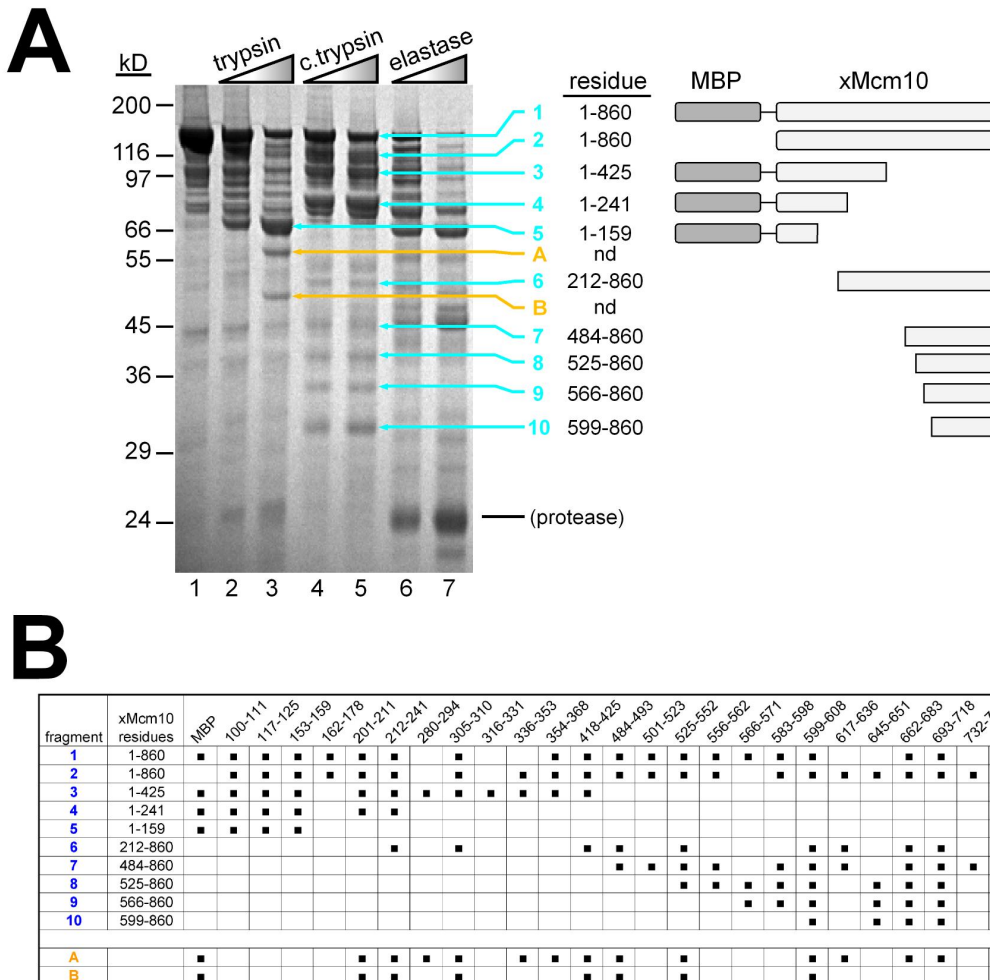 A
trypsin c.trypsin elastase
kD
residue MBP xMcm10
200
116
97
66
55
45
36
29
24
1 1-860
2 1-860
3 1-425
4 1-241
5 1-159
A nd
6 212-860
B nd
7 484-860
8 525-860
9 566-860
10 599-860
(protease)
1 2 3 4 5 6 7
B
fragment xMcm10 residues MBP 100-111 117-125 153-159 162-178 201-211 212-241 280-294 305-310 316-331 336-353 354-368 418-425 484-493 501-523 525-552 556-562 566-571 583-598 599-608 617-636 645-651 662-683 693-718
1 1-860
2 1-860
3 1-425
4 1-241
5 1-159
6 212-860
7 484-860
8 525-860
9 566-860
10 599-860
A
B